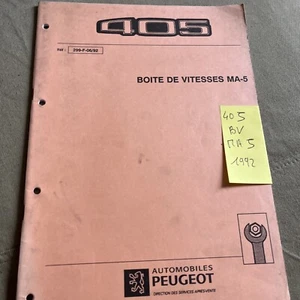 405
Réf : 299-F-06/92
BOITE DE VITESSES MA-5
405
BV
MA 5
1992
AUTOMOBILES
PEUGEOT
DIRECTION DES SERVICES APRES-VENTE